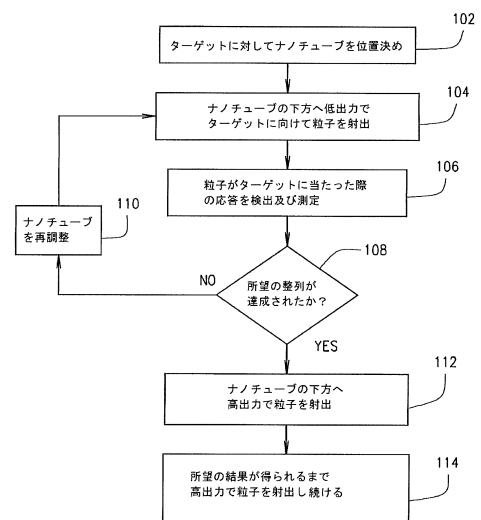 102
ターゲットに対してナノチューブを位置決め
104
ナノチューブの下方へ低出力で
ターゲットに向けて粒子を射出
106
粒子がターゲットに当たった際
の応答を検出及び測定
110
ナノチューブ
を再調整
108
所望の整列が
達成されたか?
NO
YES
112
ナノチューブの下方へ
高出力で粒子を射出
114
所望の結果が得られるまで
高出力で粒子を射出し続ける